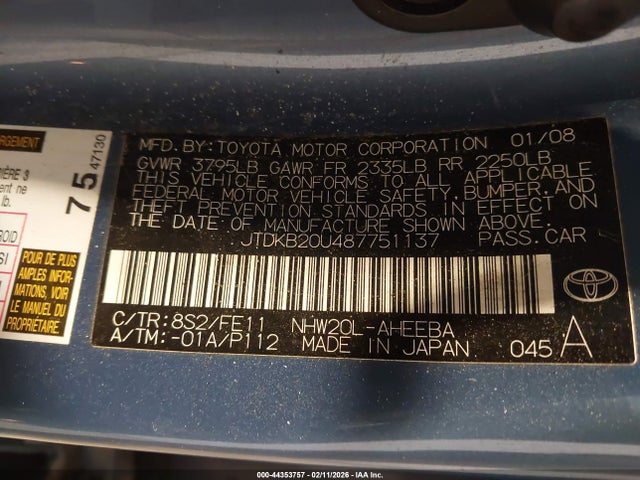 MFD.BY: TOYOTA MOTOR CORPORATION 01/08
GVWR 3795LB GAWR FR 2335LB RR 2250LB
THIS VEHICLE CONFORMS TO ALL APPLICABLE
FEDERAL MOTOR VEHICLE SAFETY, BUMPER, AND
THEFT PREVENTION STANDARDS IN EFFECT ON
THE DATE OF MANUFACTURE SHOWN ABOVE.
JTDKB20U487751137 PASS.CAR
C/TR: 8S2/FE11 NHW20L-AHEEBA
A/TM: -01A/P112 MADE IN JAPAN 045 A
75 47130
PLUS
POUR DE PLUS
AMPLES INFOR-
MATIONS, VOIR
LE MANUEL DU
PROPRIÉTAIRE.
000-44353757 - 02/11/2026 - IAA Inc.